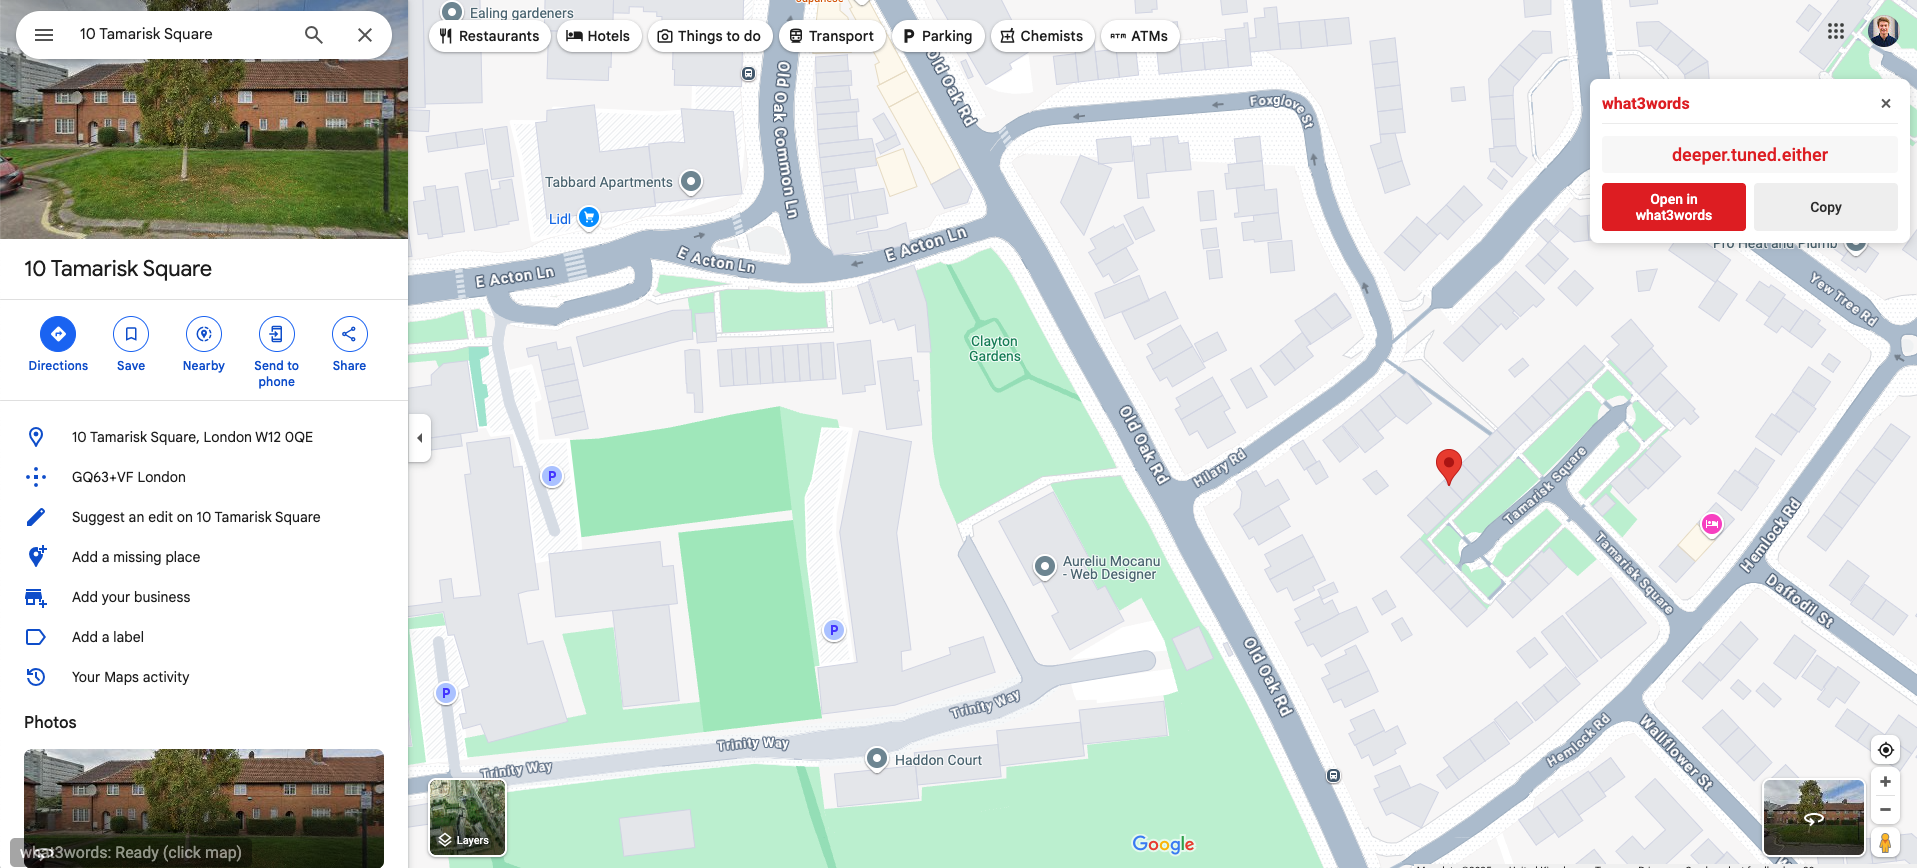 10 Tamarisk Square
10 Tamarisk Square
Directions
Save
Nearby
Send to
phone
Share
10 Tamarisk Square, London W12 0QE
GQ63+VF London
Suggest an edit on 10 Tamarisk Square
Add a missing place
Add your business
Add a label
Your Maps activity
Photos
what3words: Ready (click map)
Ealing gardeners
Restaurants
Hotels
Things to do
Transport
Parking
Chemists
ATM
ATMs
Old Oak Common Ln
Old Oak Rd
Foxglove St
Tabbard Apartments
Lidl
E Acton Ln
E Acton Ln
E Acton Ln
Clayton
Gardens
Old Oak Rd
Hilary Rd
P
Aureliu Mocanu
- Web Designer
P
P
Old Oak Rd
Trinity Way
Trinity Way
Trinity Way
Haddon Court
Layers
Google
what3words
deeper.tuned.either
Open in
what3words
Copy
Pro Heat and Plumb
Yew Tree Rd
Tamarisk Square
Tamarisk Square
Hemlock Rd
Daffodil St
Hemlock Rd
Wallflower St